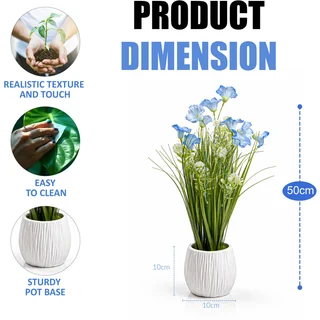 PRODUCT
DIMENSION
REALISTIC TEXTURE
AND TOUCH
EASY
TO CLEAN
STURDY
POT BASE
50cm
10cm
10cm